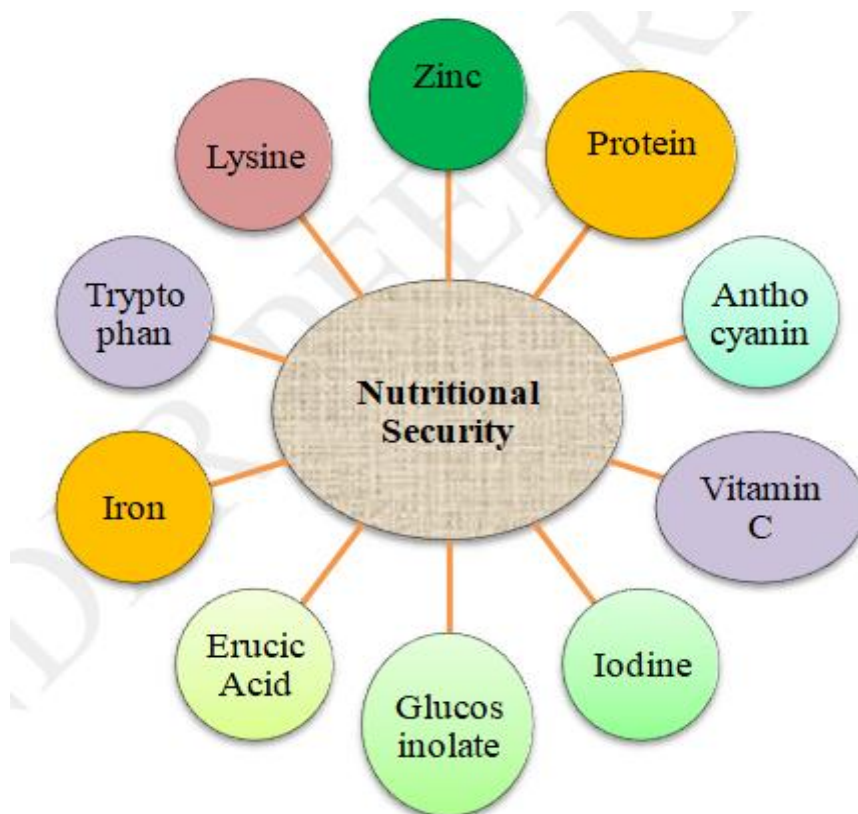 Zinc
Protein
Lysine
Antho
cyanin
Trypto
phan
Nutritional
Security
Vitamin
C
Iron
Iodine
Erucic
Acid
Glucos
inolate